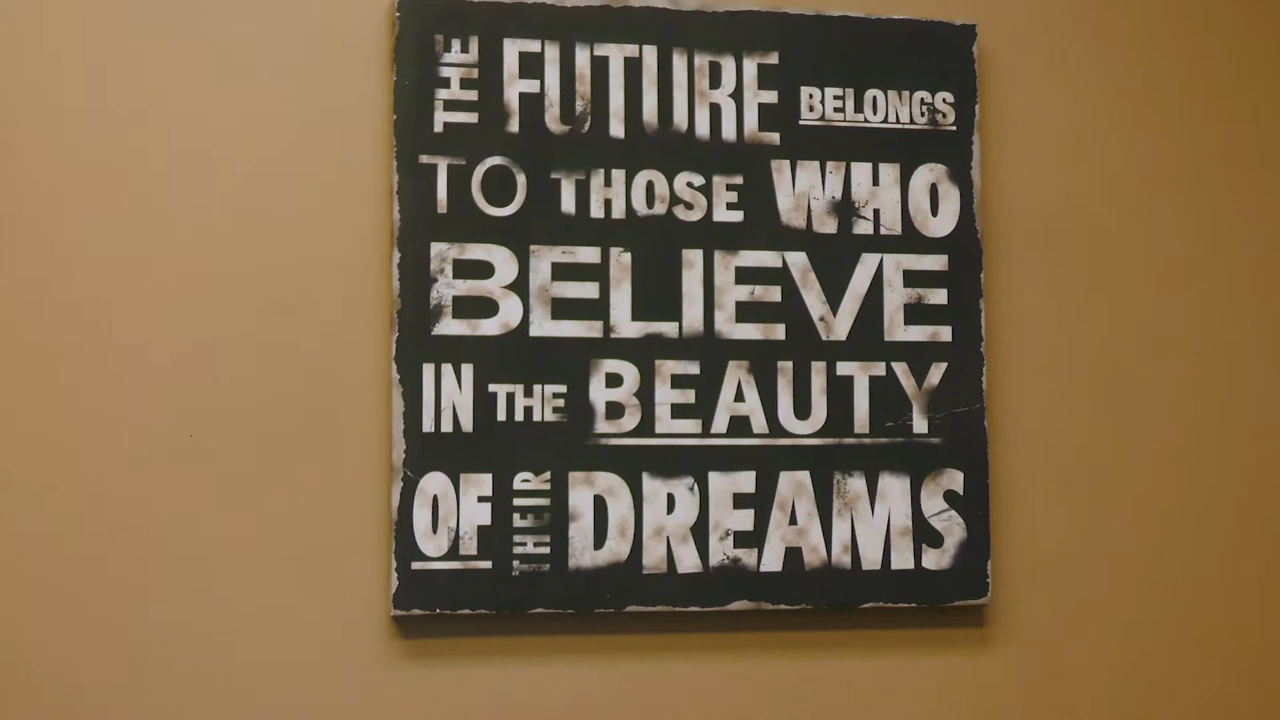 THE FUTURE BELONGS
TO THOSE WHO
BELIEVE
IN THE BEAUTY
OF THEIR DREAMS